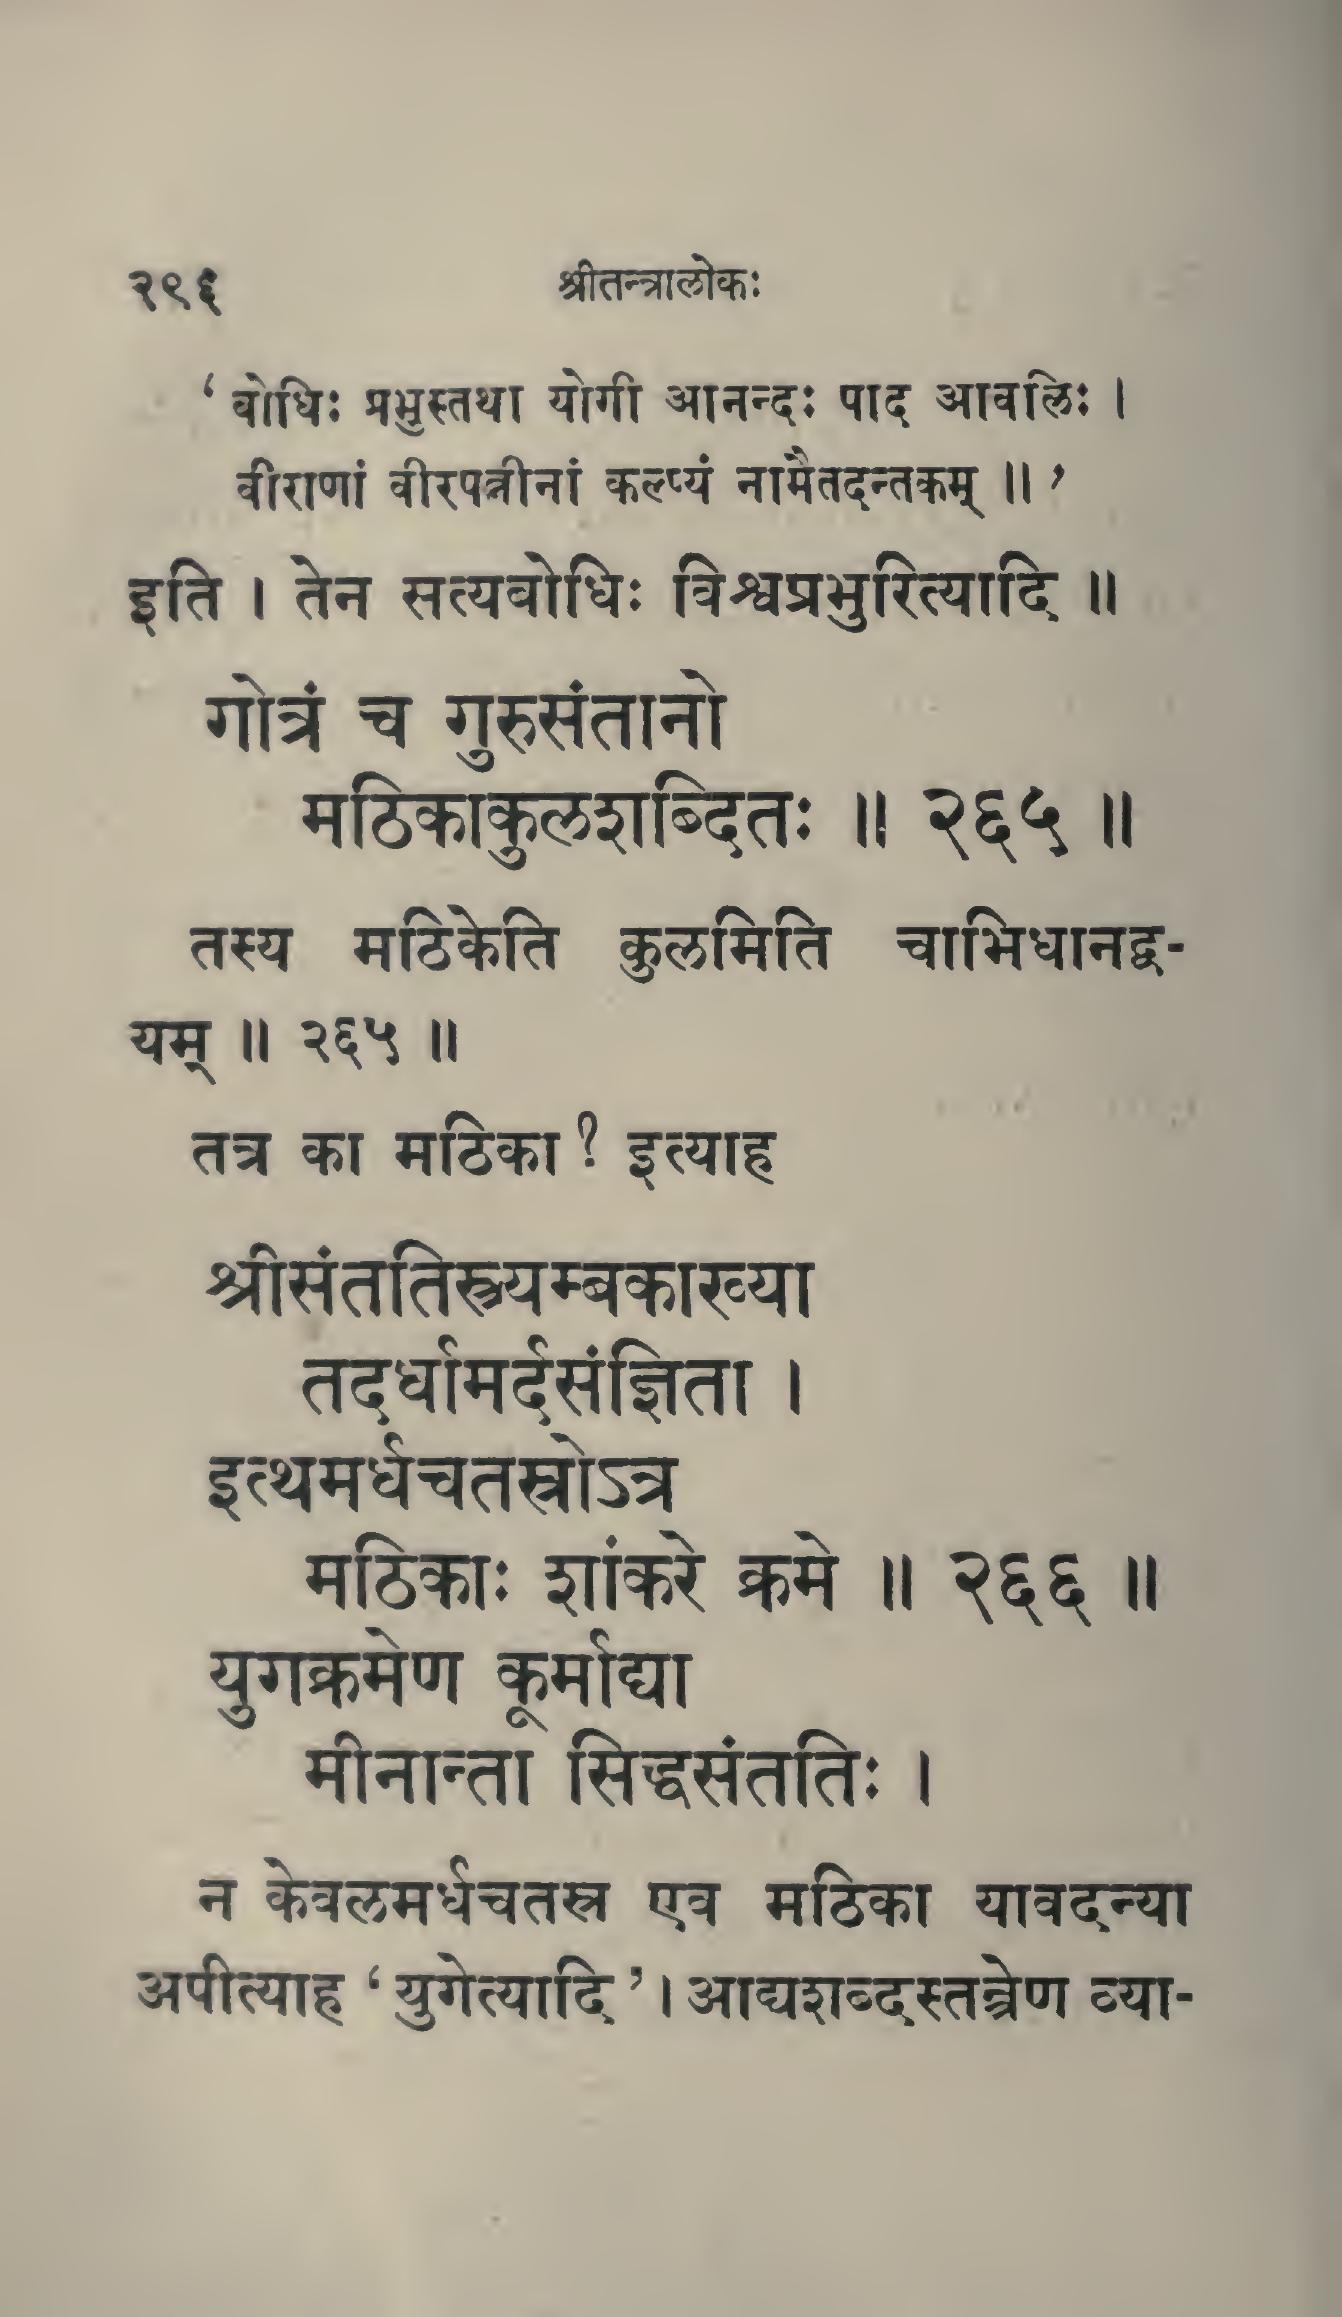 २९६ श्रीतन्त्रालोकः
‘ बोधिः प्रभुस्तथा योगी आनन्दः पाद आवलिः ।
वीराणां वीरपत्नीनां कल्प्यं नामैतदन्तकम् ॥ ’
इति । तेन सत्यबोधिः विश्वप्रभुरित्यादि ॥
गोत्रं च गुरुसंतानो
मठिकाकुलशब्दितः ॥ २६५ ॥
तस्य मठिकेति कुलमिति चाभिधानद्व-
यम् ॥ २६५ ॥
तत्र का मठिका ? इत्याह
श्रीसंततिस्त्र्यम्बकाख्या
तदर्धामर्दसंज्ञिता ।
इत्थमर्धचतस्रोऽत्र
मठिकाः शांकरे क्रमे ॥ २६६ ॥
युगक्रमेण कूर्माद्या
मीनान्ता सिद्धसंततिः ।
न केवलमर्धचतस्र एव मठिका यावदन्या
अपीत्याह ‘ युगेत्यादि ’ । आद्यशब्दस्तन्त्रेण व्या-